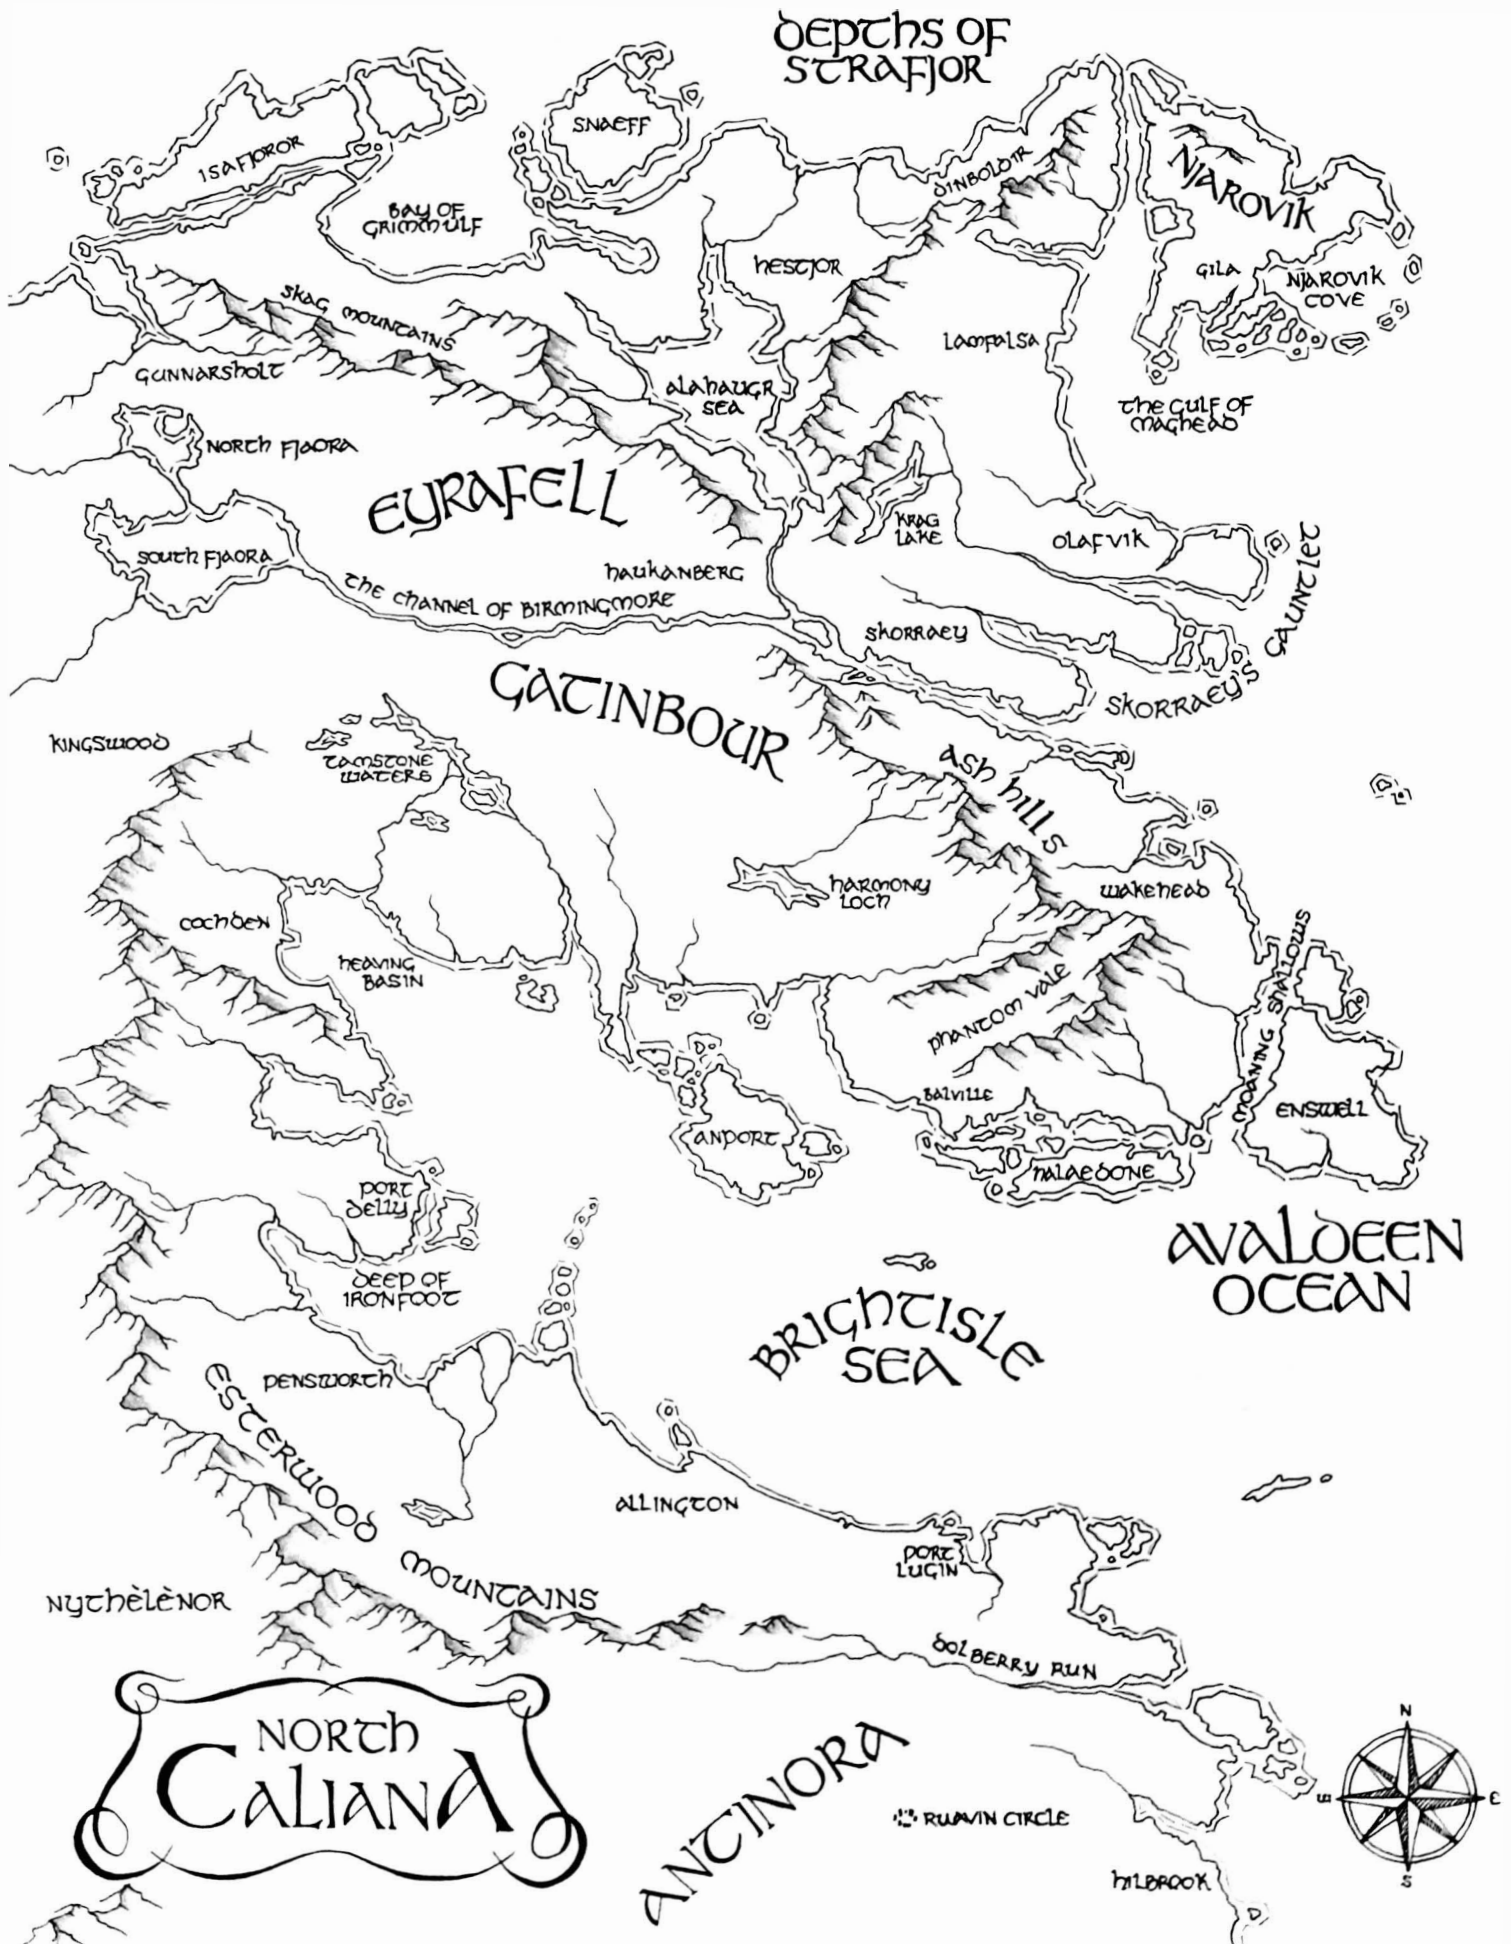 DEPTHS OF
STRAFJOR
SNAEFF
ISAFJOROR
BAY OF
GRIMMULF
DINBOLDIR
NJAROVIK
HESTJOR
GILA
NJAROVIK
COVE
SKAG MOUNTAINS
LAMFALSA
GUNNARSHOLT
ALAHAUGR
SEA
THE GULF OF
MAGHEAD
NORTH FJAORA
EYRAFELL
KRAG
LAKE
OLAFVIK
SOUTH FJAORA
HAUKANBERG
THE CHANNEL OF BIRMINGMORE
SKORRAEY
SKORRAEY'S GAUNTLET
GATINBOUR
KINGSWOOD
TAMSTONE
WATERS
ASH HILLS
HARMONY
LOCH
WAKEHEAD
COCHDEN
HEAVING
BASIN
PHANTOM VALE
MOANING SHALLOWS
BALVILLE
ENSWELL
ANPORT
HALAEDONE
PORT
DELLY
AVALDEEN
OCEAN
DEEP OF
IRONFOOT
BRIGHTISLE
SEA
PENSWORTH
ESTERWOOD
MOUNTAINS
ALLINGTON
PORT
LUGIN
NYTHÈLÈNOR
DOLBERRY RUN
NORTH
CALIANA
ANTINORA
RUAVIN CIRCLE
HILBROOK
N
W
E
S